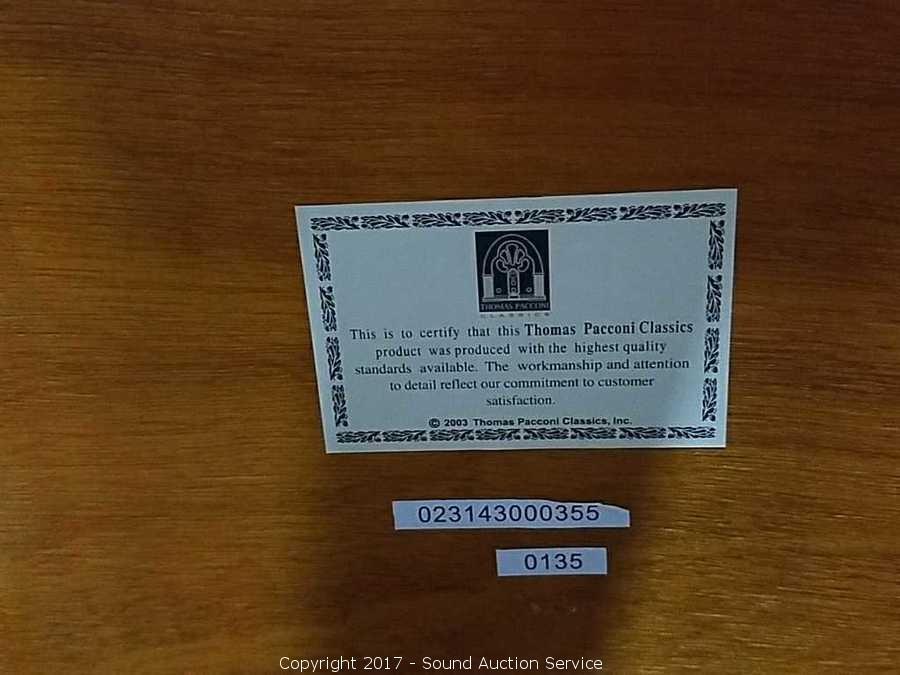 THOMAS PACCONI
CLASSICS
This is to certify that this Thomas Pacconi Classics
product was produced with the highest quality
standards available. The workmanship and attention
to detail reflect our commitment to customer
satisfaction.
© 2003 Thomas Pacconi Classics, Inc.
023143000355
0135
Copyright 2017 - Sound Auction Service